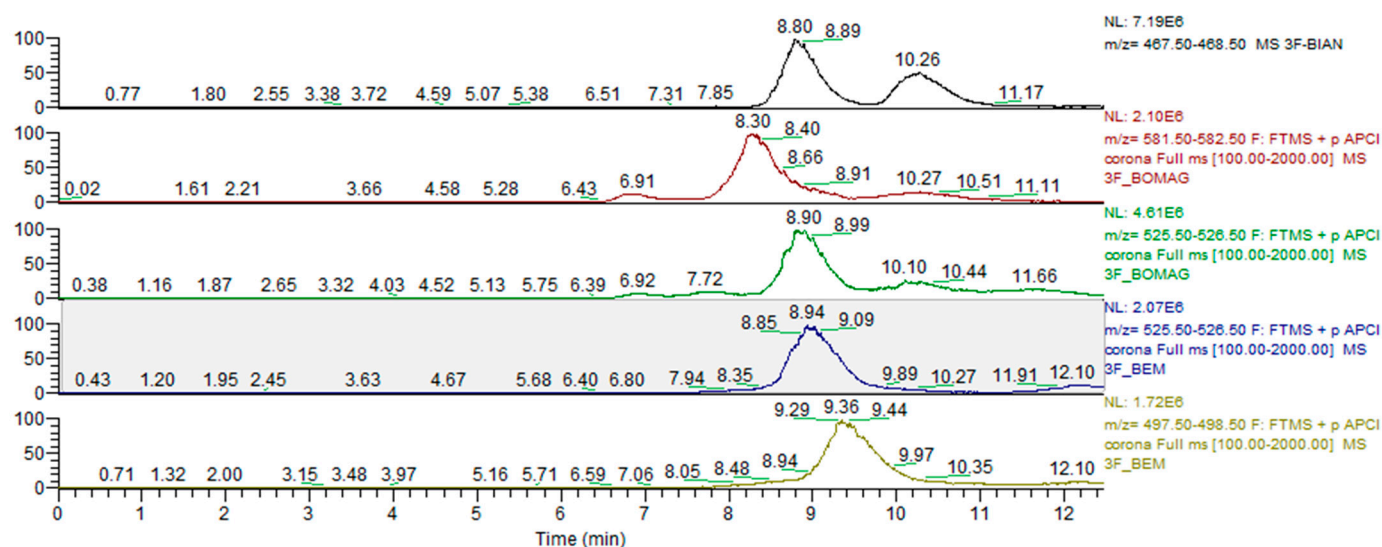 NL: 7.19E6
m/z= 467.50-468.50 MS 3F-BIAN
100
50
0
0.77 1.80 2.55 3.38 3.72 4.59 5.07 5.38 6.51 7.31 7.85 8.80 8.89 10.26 11.17
NL: 2.10E6
m/z= 581.50-582.50 F: FTMS + p APCI
corona Full ms [100.00-2000.00] MS
3F_BOMAG
100
50
0
0.02 1.61 2.21 3.66 4.58 5.28 6.43 6.91 8.30 8.40 8.66 8.91 10.27 10.51 11.11
NL: 4.61E6
m/z= 525.50-526.50 F: FTMS + p APCI
corona Full ms [100.00-2000.00] MS
3F_BOMAG
100
50
0
0.38 1.16 1.87 2.65 3.32 4.03 4.52 5.13 5.75 6.39 6.92 7.72 8.90 8.99 10.10 10.44 11.66
NL: 2.07E6
m/z= 525.50-526.50 F: FTMS + p APCI
corona Full ms [100.00-2000.00] MS
3F_BEM
100
50
0
0.43 1.20 1.95 2.45 3.63 4.67 5.68 6.40 6.80 7.94 8.35 8.85 8.94 9.09 9.89 10.27 11.91 12.10
NL: 1.72E6
m/z= 497.50-498.50 F: FTMS + p APCI
corona Full ms [100.00-2000.00] MS
3F_BEM
100
50
0
0.71 1.32 2.00 3.15 3.48 3.97 5.16 5.71 6.59 7.06 8.05 8.48 8.94 9.29 9.36 9.44 9.97 10.35 12.10
0 1 2 3 4 5 6 7 8 9 10 11 12
Time (min)